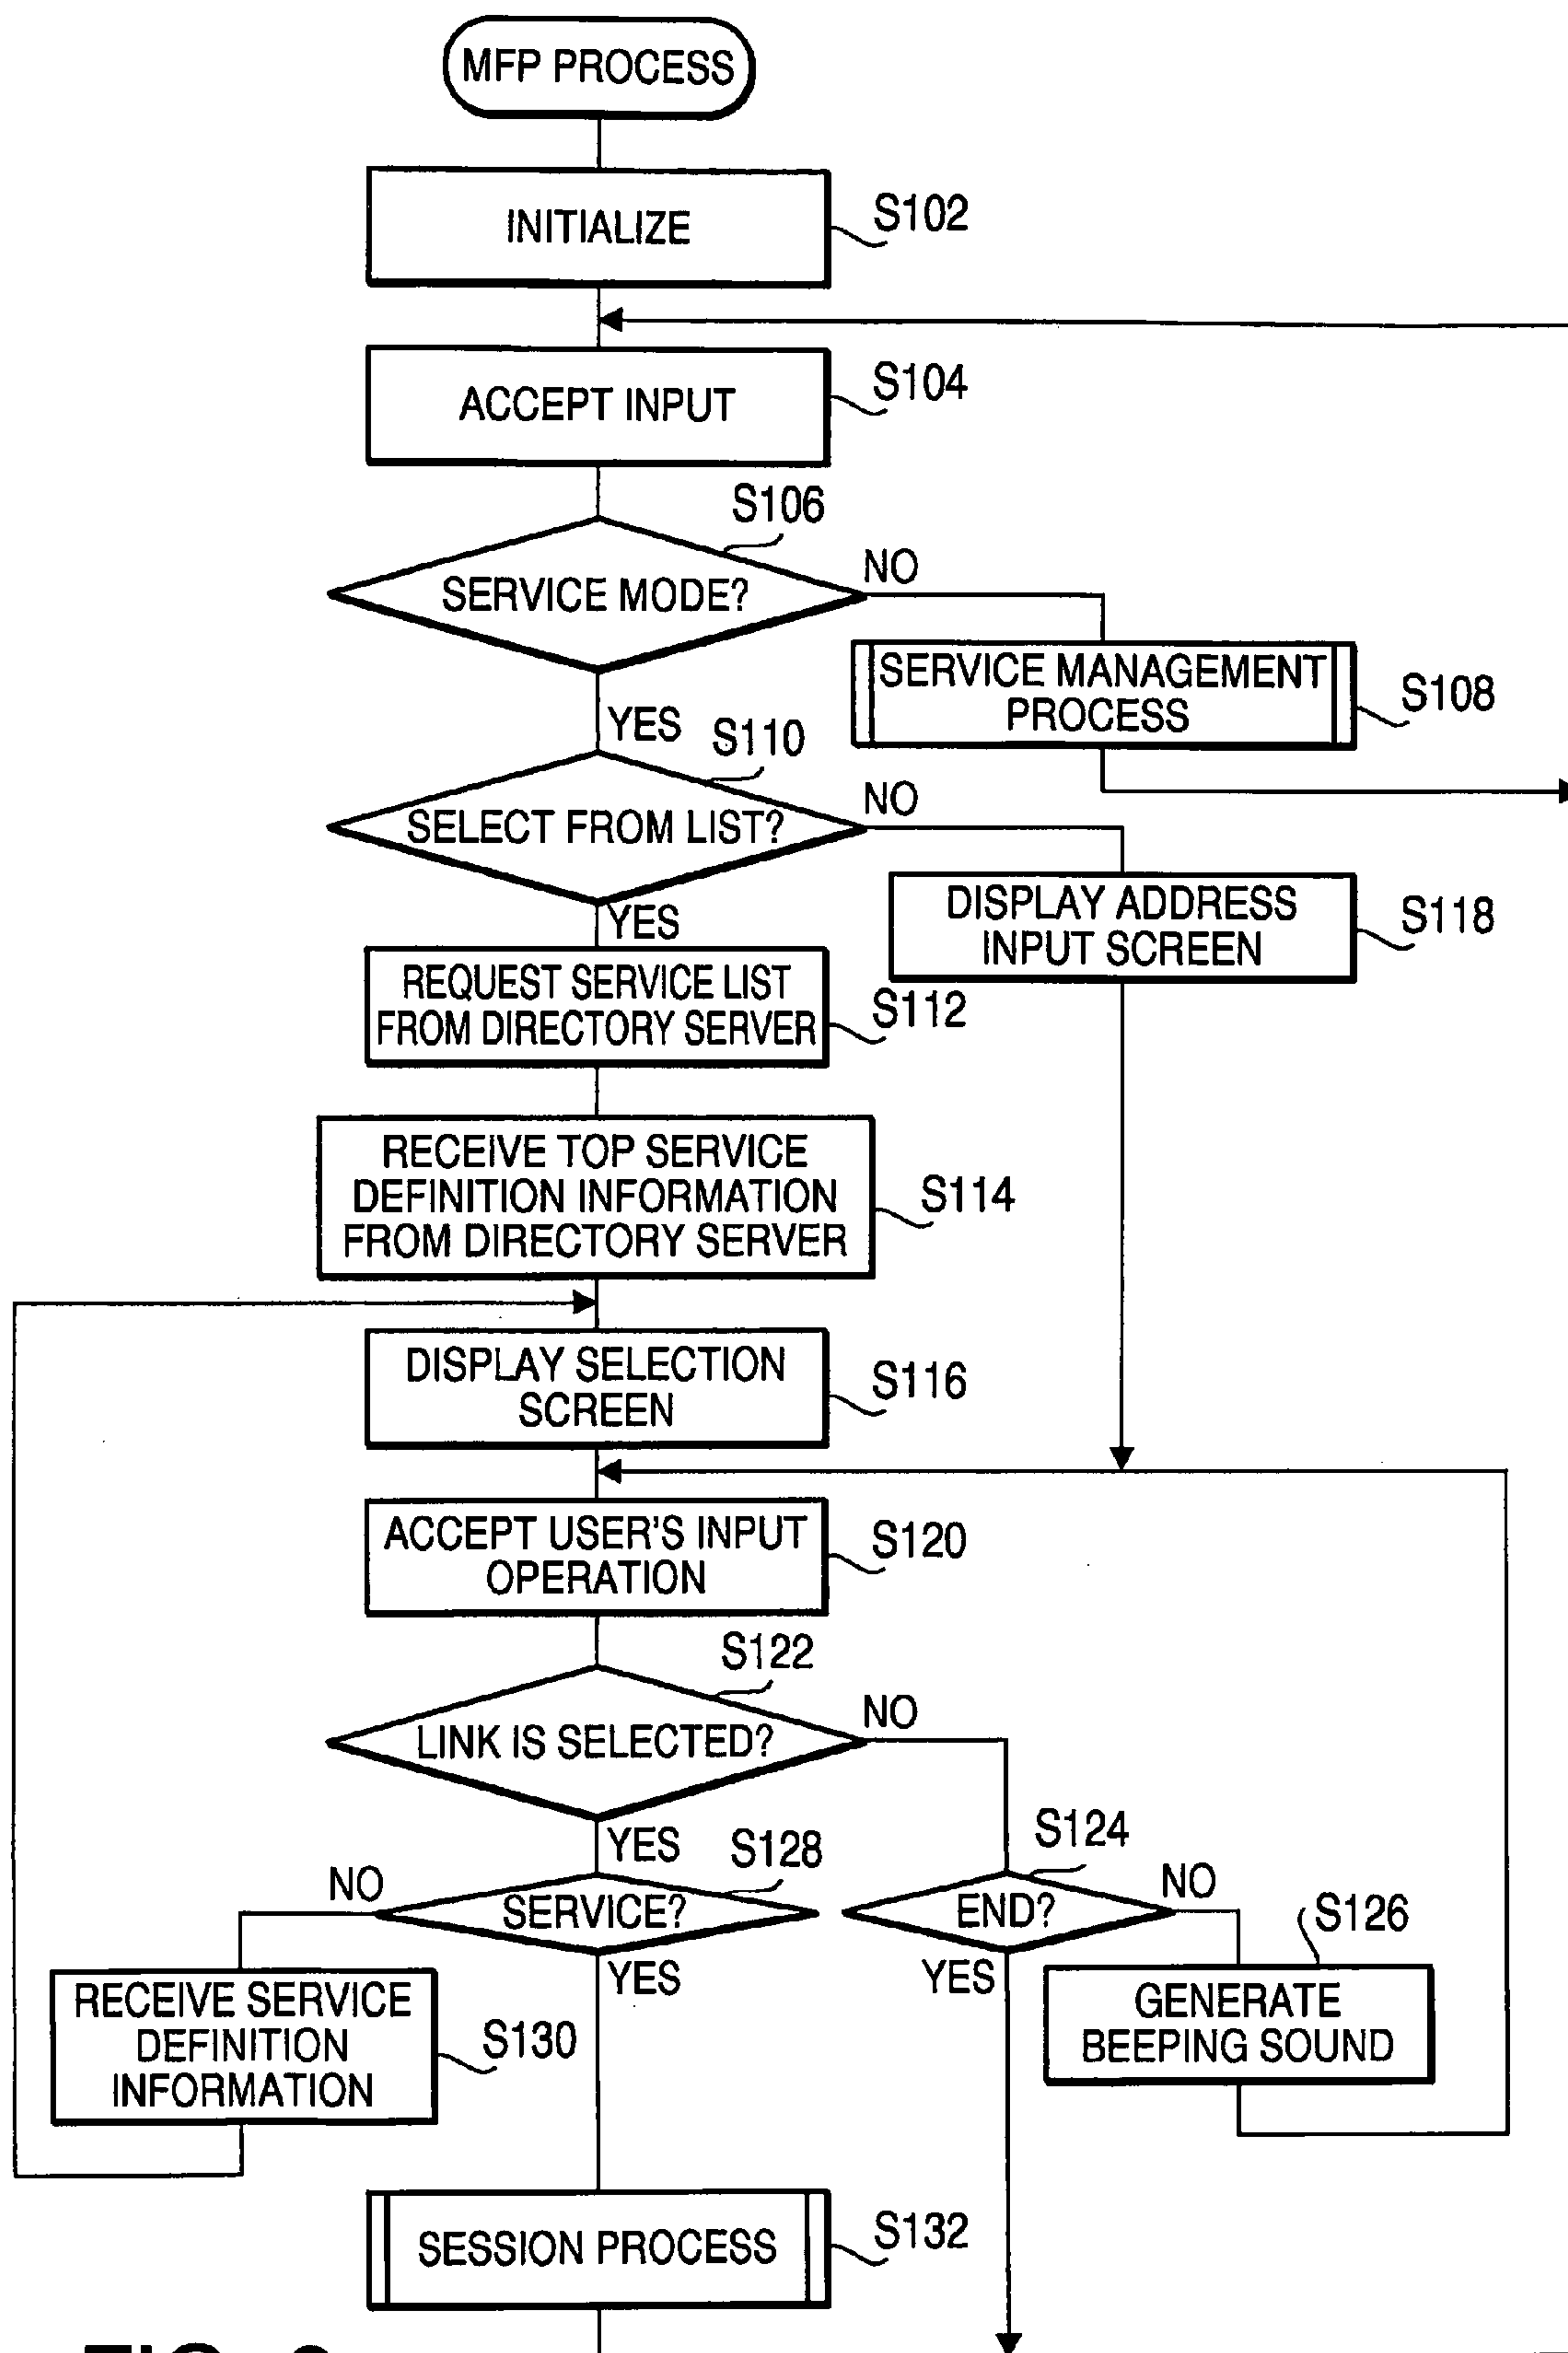 MFP PROCESS
INITIALIZE
S102
ACCEPT INPUT
S104
S106
SERVICE MODE?
NO
SERVICE MANAGEMENT
PROCESS
S108
YES
S110
SELECT FROM LIST?
NO
DISPLAY ADDRESS
INPUT SCREEN
S118
YES
REQUEST SERVICE LIST
FROM DIRECTORY SERVER
S112
RECEIVE TOP SERVICE
DEFINITION INFORMATION
FROM DIRECTORY SERVER
S114
DISPLAY SELECTION
SCREEN
S116
ACCEPT USER'S INPUT
OPERATION
S120
S122
LINK IS SELECTED?
NO
YES
S128
SERVICE?
NO
YES
S124
END?
NO
YES
S126
GENERATE
BEEPING SOUND
RECEIVE SERVICE
DEFINITION
INFORMATION
S130
SESSION PROCESS
S132